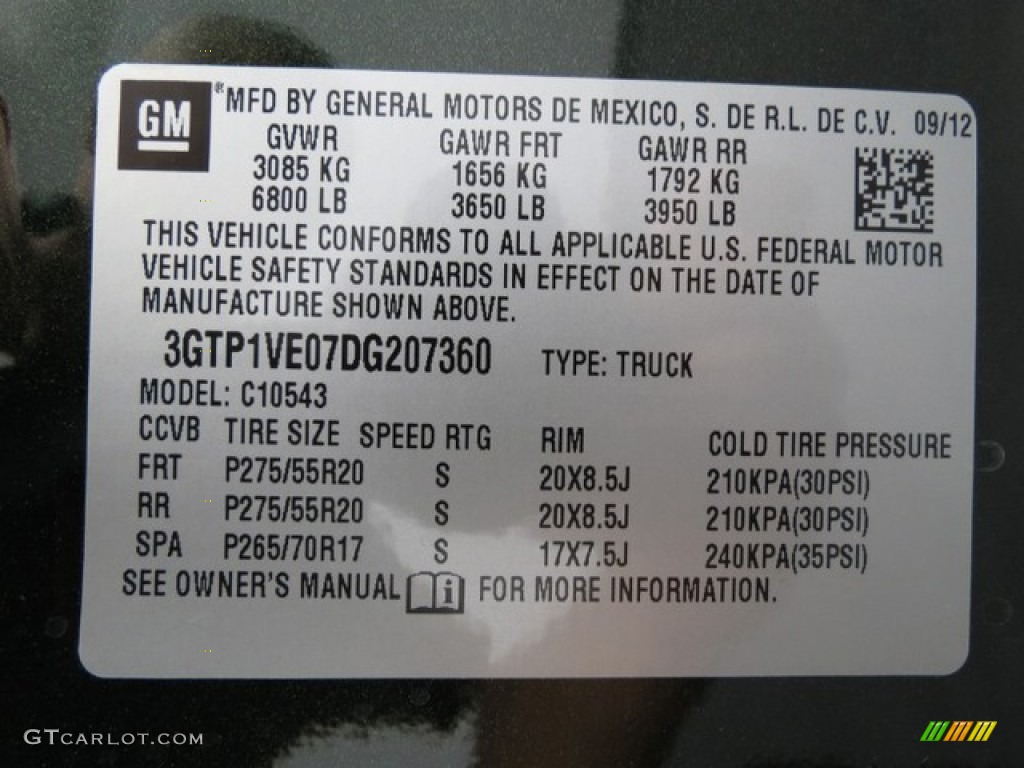 GM ® MFD BY GENERAL MOTORS DE MEXICO, S. DE R.L. DE C.V. 09/12
GVWR GAWR FRT GAWR RR
3085 KG 1656 KG 1792 KG
6800 LB 3650 LB 3950 LB
THIS VEHICLE CONFORMS TO ALL APPLICABLE U.S. FEDERAL MOTOR
VEHICLE SAFETY STANDARDS IN EFFECT ON THE DATE OF
MANUFACTURE SHOWN ABOVE.
3GTP1VE07DG207360 TYPE: TRUCK
MODEL: C10543
CCVB TIRE SIZE SPEED RTG RIM COLD TIRE PRESSURE
FRT P275/55R20 S 20X8.5J 210KPA(30PSI)
RR P275/55R20 S 20X8.5J 210KPA(30PSI)
SPA P265/70R17 S 17X7.5J 240KPA(35PSI)
SEE OWNER'S MANUAL i FOR MORE INFORMATION.
GTCARLOT.COM